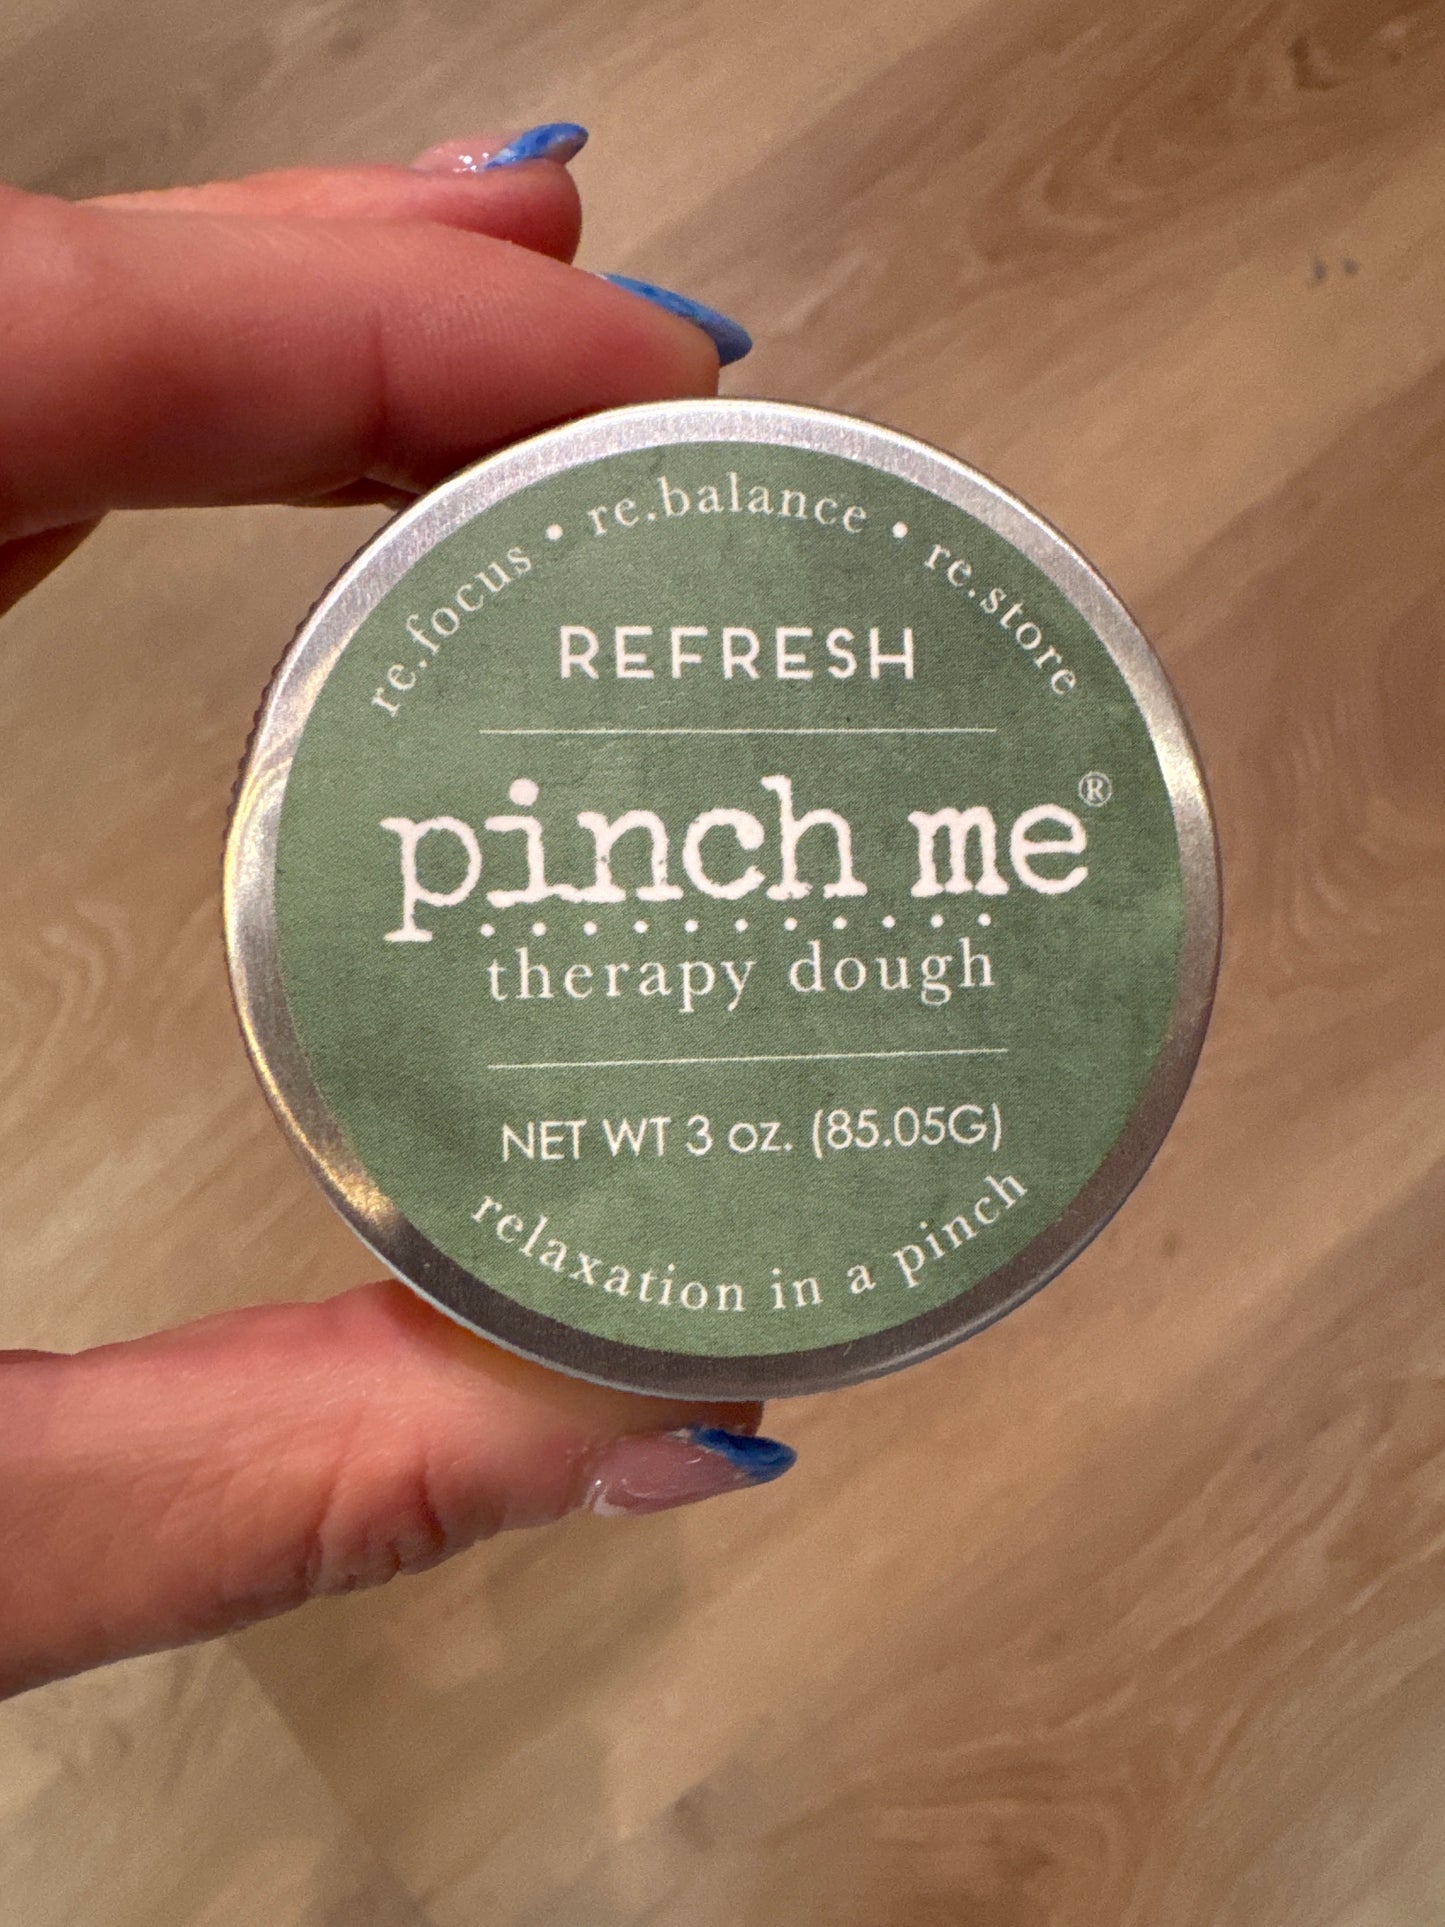 re.focus • re.balance • re.store
REFRESH
pinch me®
therapy dough
NET WT 3 oz. (85.05G)
relaxation in a pinch